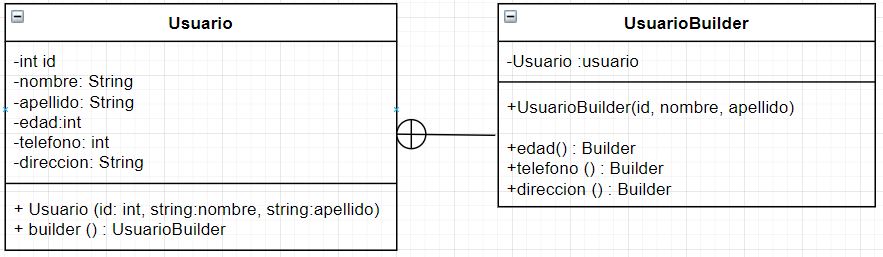 Usuario
-int id
-nombre: String
-apellido: String
-edad:int
-telefono: int
-direccion: String
+ Usuario (id: int, string:nombre, string:apellido)
+ builder () : UsuarioBuilder
UsuarioBuilder
-Usuario :usuario
+UsuarioBuilder(id, nombre, apellido)
+edad() : Builder
+telefono () : Builder
+direccion () : Builder